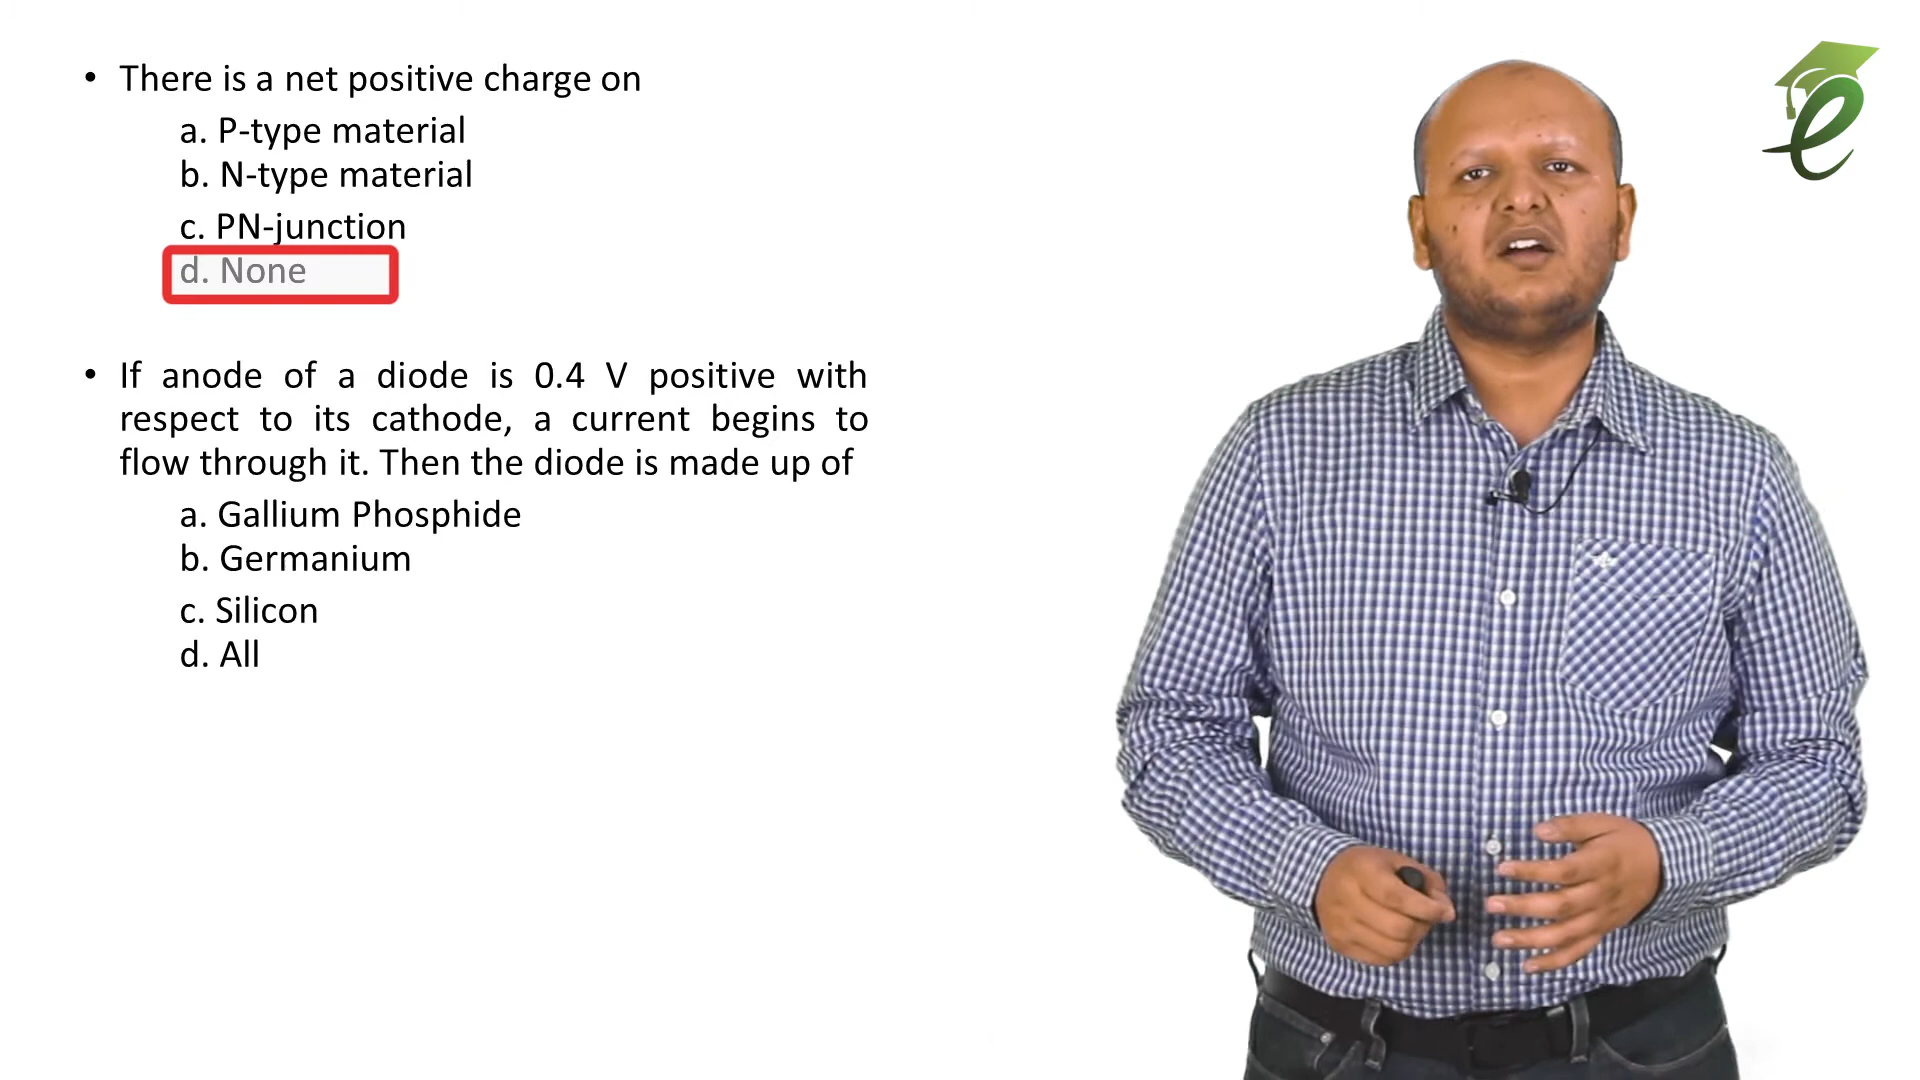 • There is a net positive charge on
a. P-type material
b. N-type material
c. PN-junction
d. None
• If anode of a diode is 0.4 V positive with
respect to its cathode, a current begins to
flow through it. Then the diode is made up of
a. Gallium Phosphide
b. Germanium
c. Silicon
d. All
e